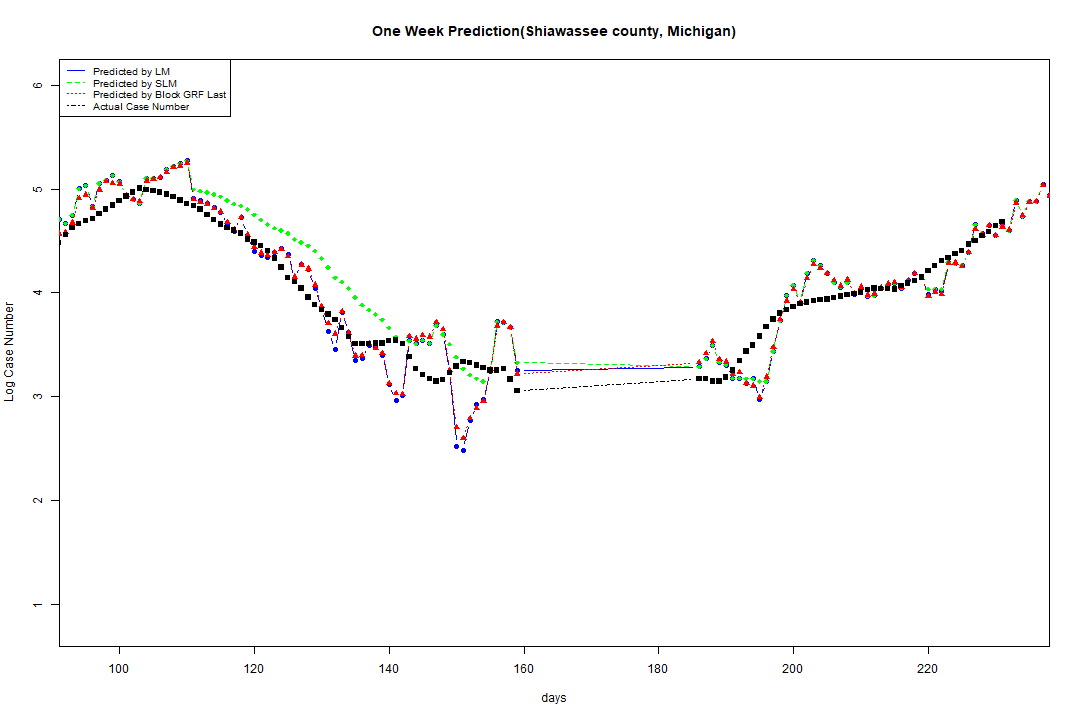 One Week Prediction(Shiawassee county, Michigan)
Predicted by LM
Predicted by SLM
Predicted by Block GRF Last
Actual Case Number
6
5
4
3
2
1
Log Case Number
100 120 140 160 180 200 220
days